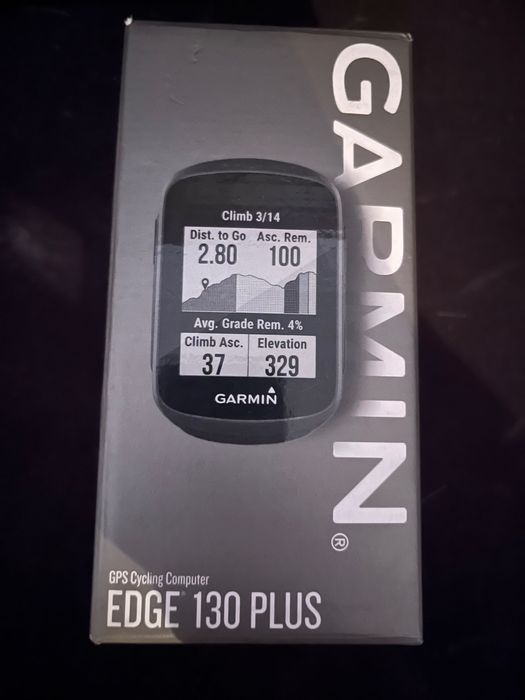 GARMIN®
Climb 3/14
Dist. to Go Asc. Rem.
2.80 100
Avg. Grade Rem. 4%
Climb Asc. Elevation
37 329
GARMIN
GPS Cycling Computer
EDGE® 130 PLUS